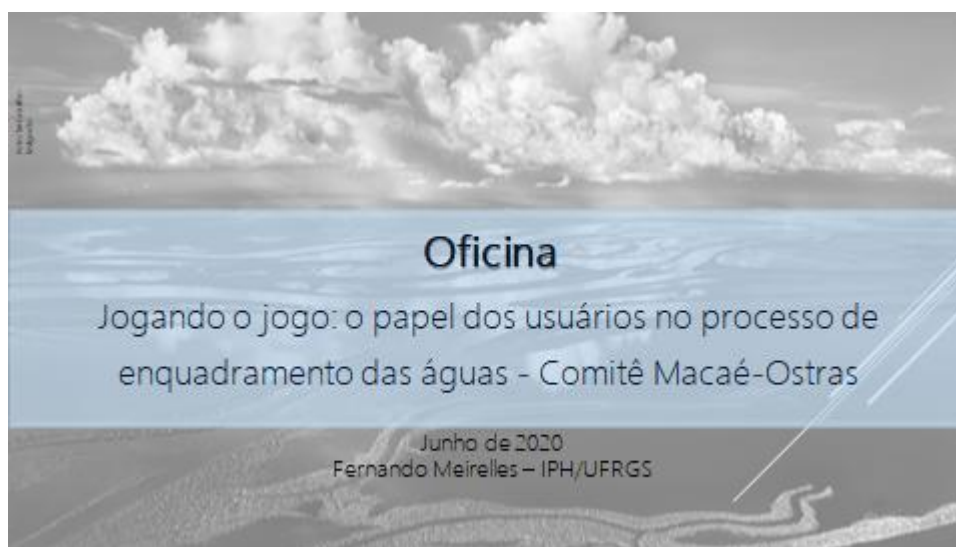 Oficina
Jogando o jogo: o papel dos usuários no processo de
enquadramento das águas - Comitê Macaé-Ostras
Junho de 2020
Fernando Meirelles – IPH/UFRGS